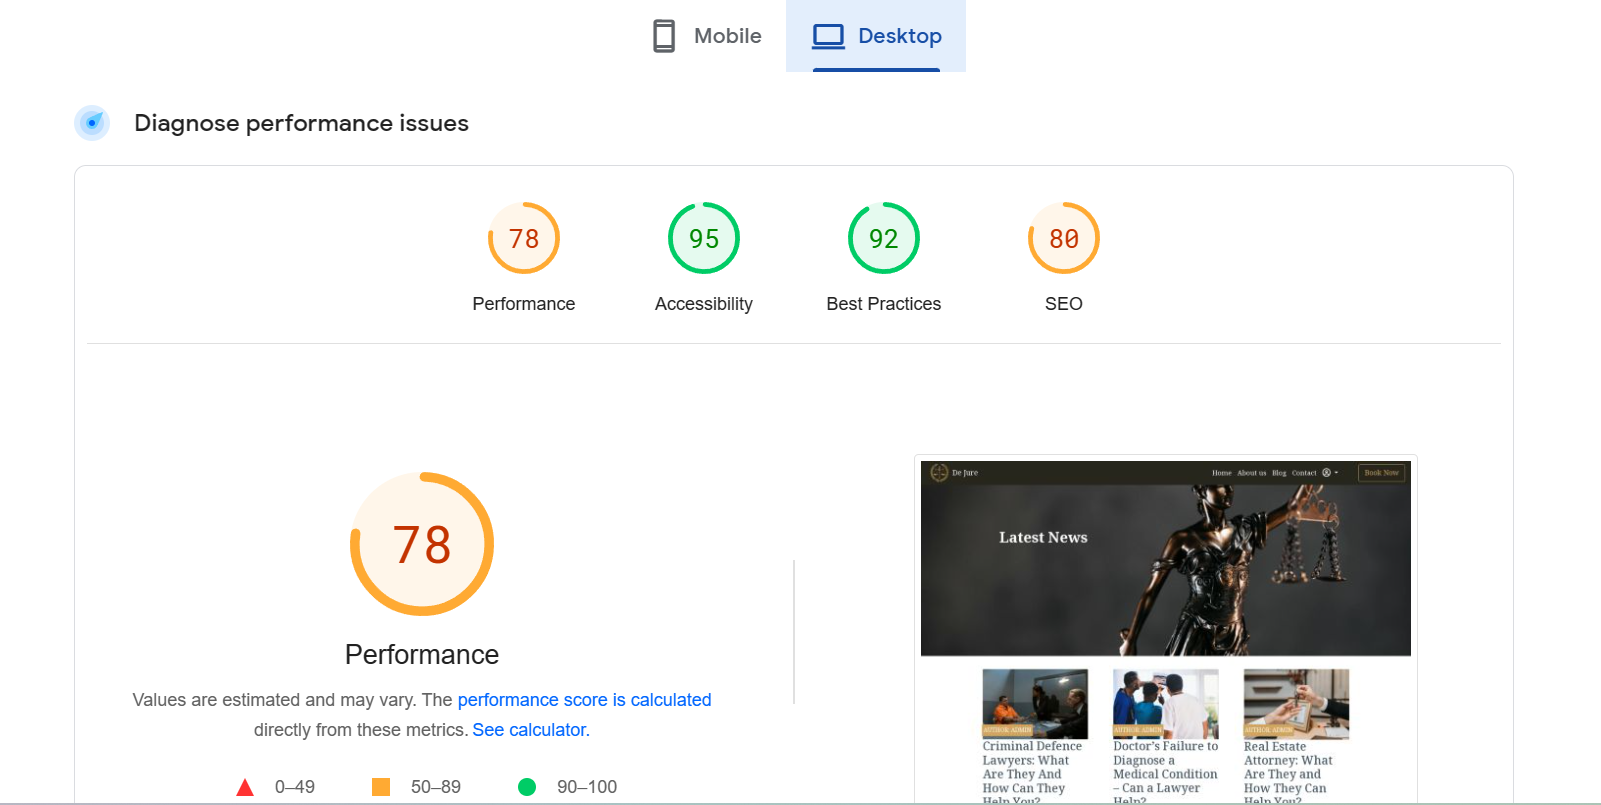 Mobile
Desktop
Diagnose performance issues
78
95
92
80
Performance
Accessibility
Best Practices
SEO
78
Performance
Values are estimated and may vary. The performance score is calculated
directly from these metrics. See calculator.
0–49
50–89
90–100
De Jure
Home
About us
Blog
Contact
Book Now
Latest News
AUTHOR: ADMIN
AUTHOR: ADMIN
AUTHOR: ADMIN
Criminal Defence
Lawyers: What
Are They And
How Can They
Help You?
Doctor's Failure to
Diagnose a
Medical Condition
– Can a Lawyer
Help?
Real Estate
Attorney: What
Are They and
How They Can
Help You?